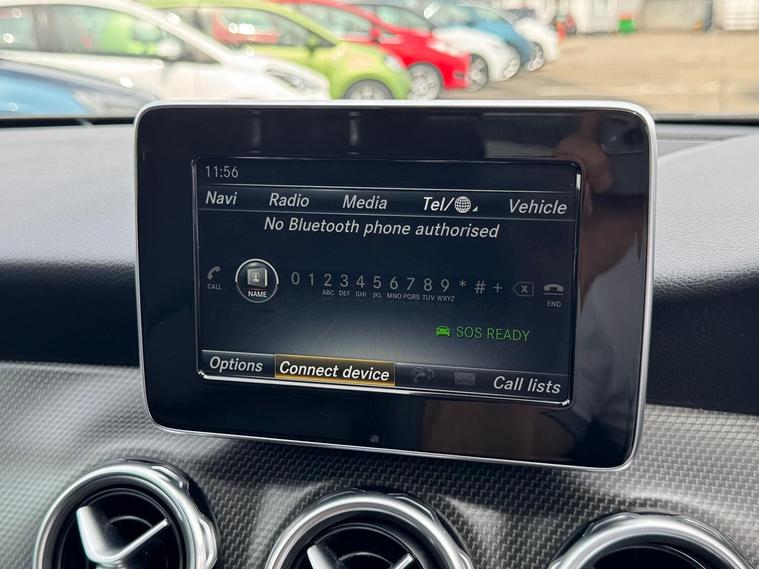 11:56
Navi Radio Media Tel/ Vehicle
No Bluetooth phone authorised
CALL NAME 0 1 2 3 4 5 6 7 8 9 * # + X END
ABC DEF GHI JKL MNO PQRS TUV WXYZ
SOS READY
Options Connect device Call lists